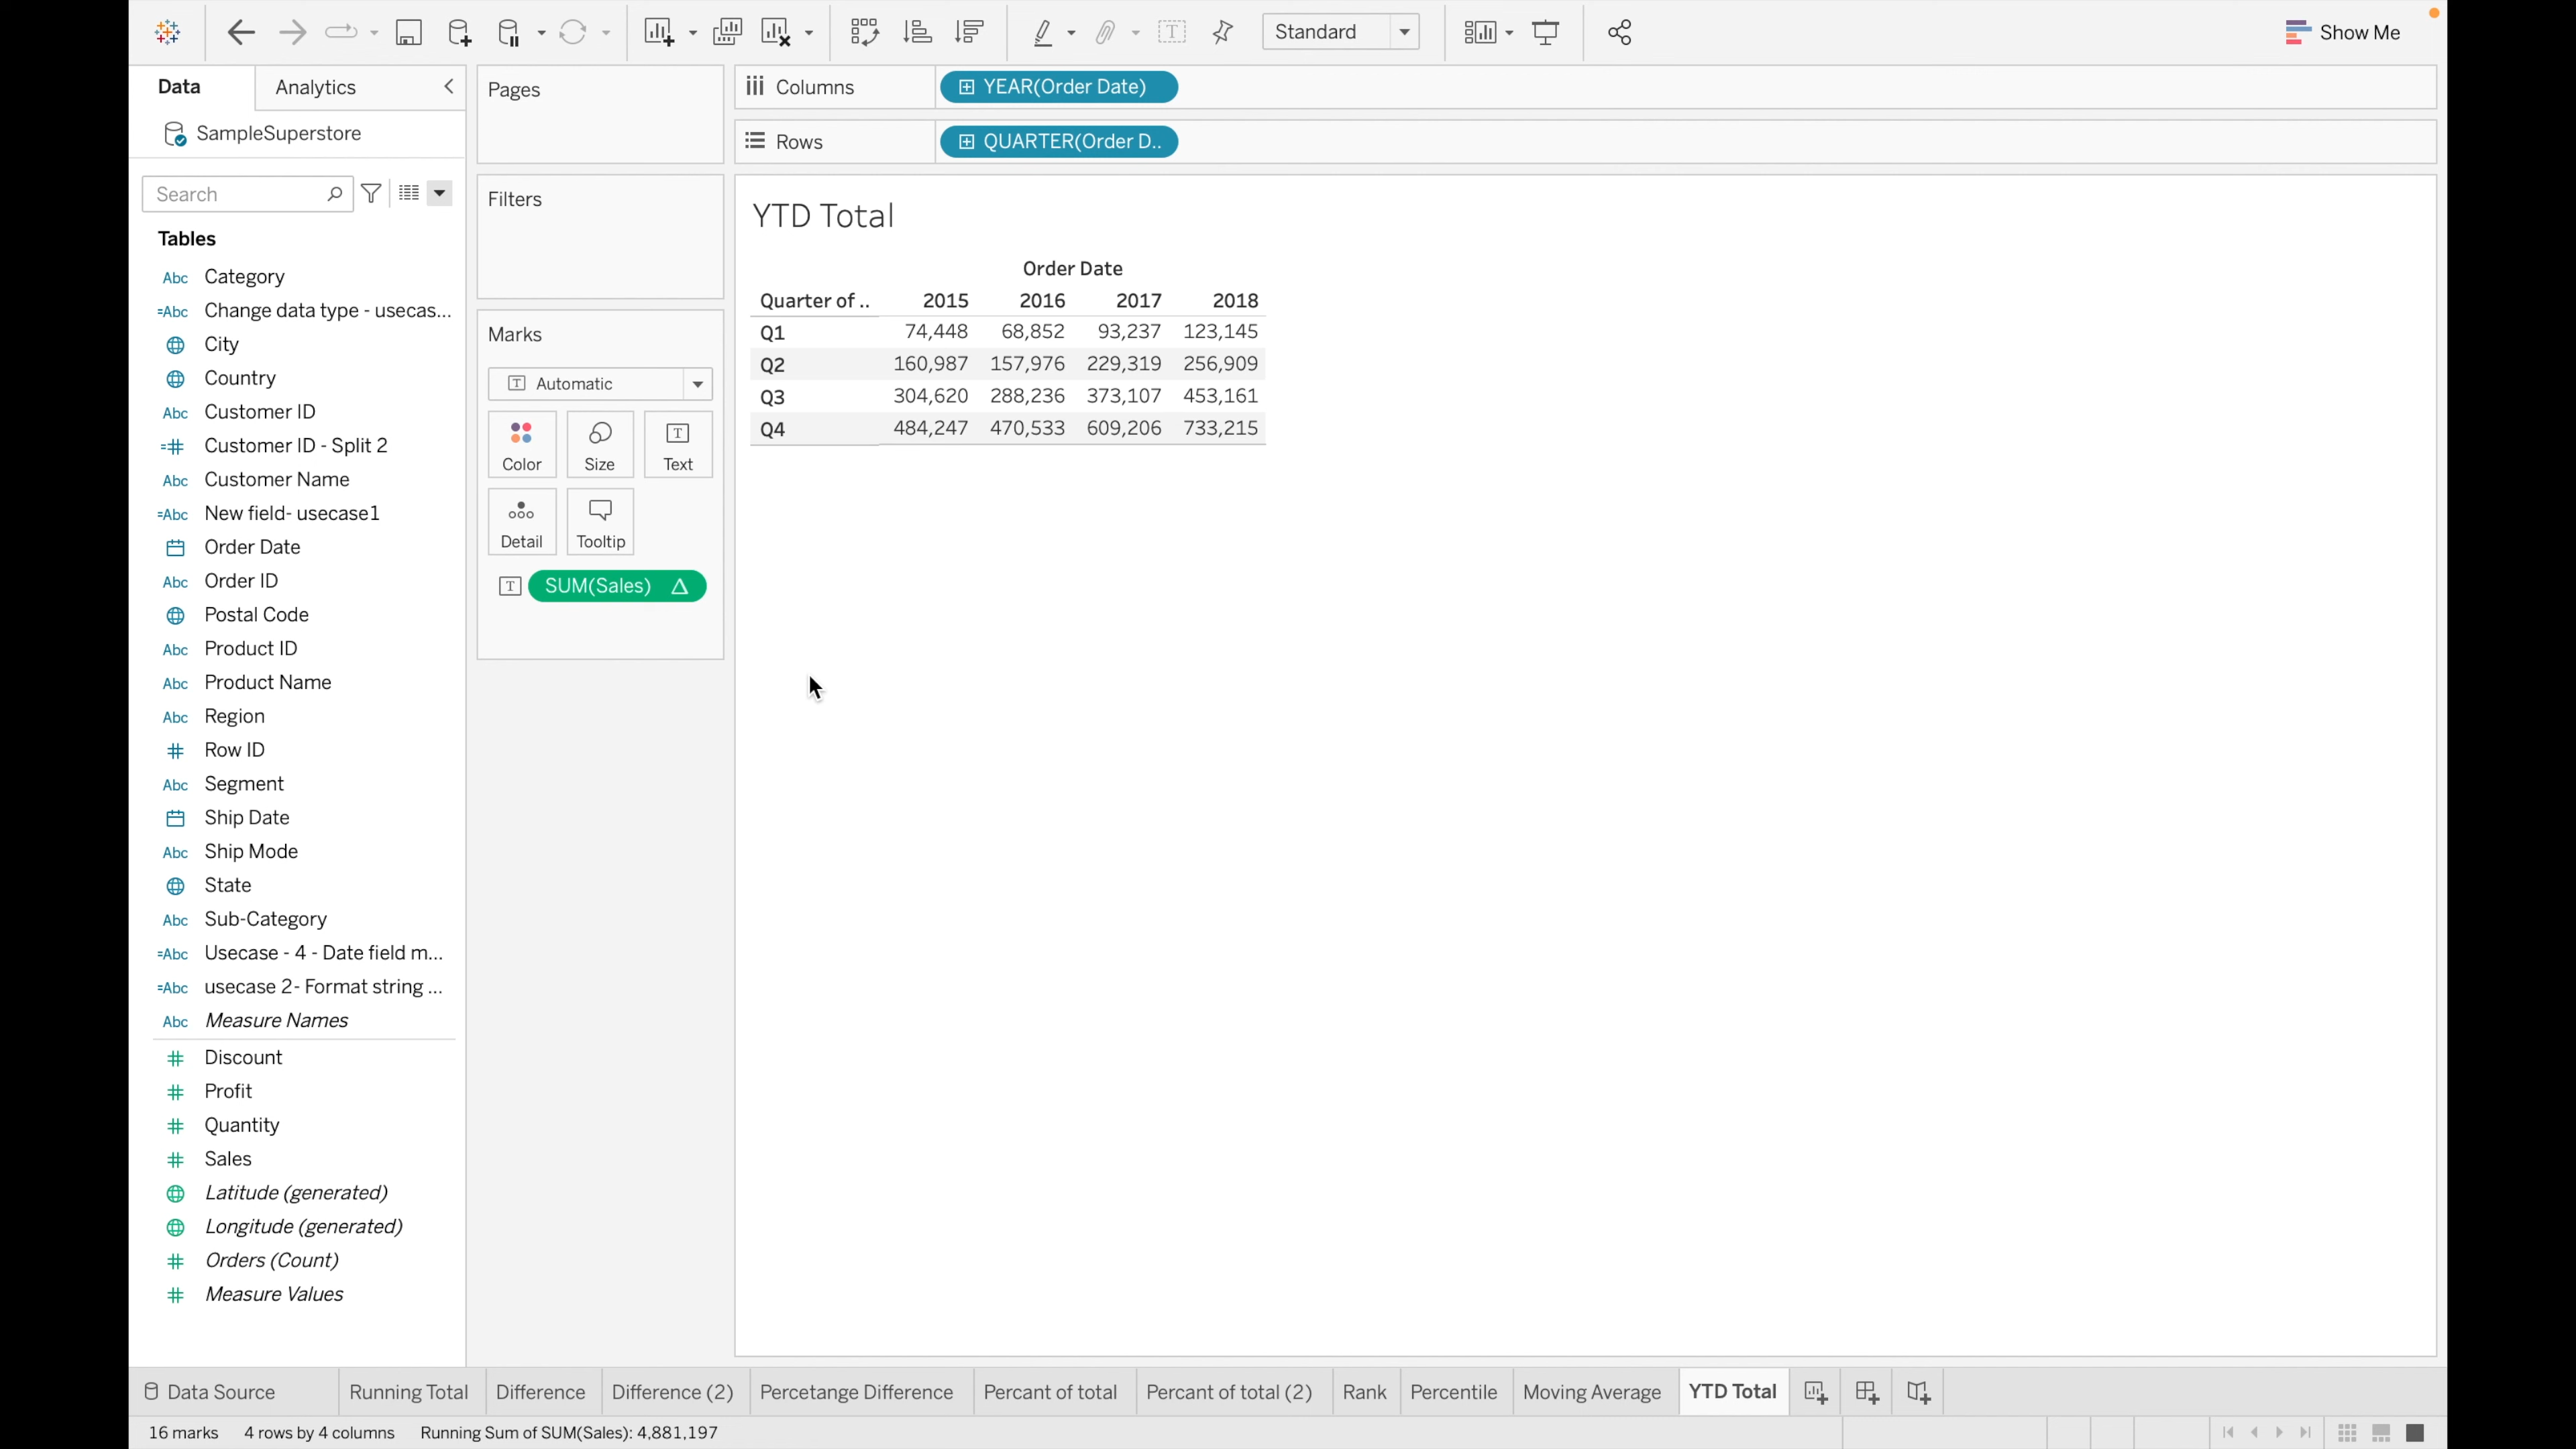 Standard
Show Me
Data Analytics
SampleSuperstore
Search
Tables
Abc Category
=Abc Change data type - usecas...
City
Country
Abc Customer ID
=# Customer ID - Split 2
Abc Customer Name
=Abc New field- usecase1
Order Date
Abc Order ID
Postal Code
Abc Product ID
Abc Product Name
Abc Region
# Row ID
Abc Segment
Ship Date
Abc Ship Mode
State
Abc Sub-Category
=Abc Usecase - 4 - Date field m...
=Abc usecase 2- Format string ...
Abc Measure Names
# Discount
# Profit
# Quantity
# Sales
Latitude (generated)
Longitude (generated)
# Orders (Count)
# Measure Values
Pages
Filters
Marks
T Automatic
Color Size T Text
Detail Tooltip
T SUM(Sales) Δ
Columns YEAR(Order Date)
Rows QUARTER(Order D..
YTD Total
Order Date
Quarter of .. 2015 2016 2017 2018
Q1 74,448 68,852 93,237 123,145
Q2 160,987 157,976 229,319 256,909
Q3 304,620 288,236 373,107 453,161
Q4 484,247 470,533 609,206 733,215
Data Source Running Total Difference Difference (2) Percetange Difference Percant of total Percant of total (2) Rank Percentile Moving Average YTD Total
16 marks 4 rows by 4 columns Running Sum of SUM(Sales): 4,881,197